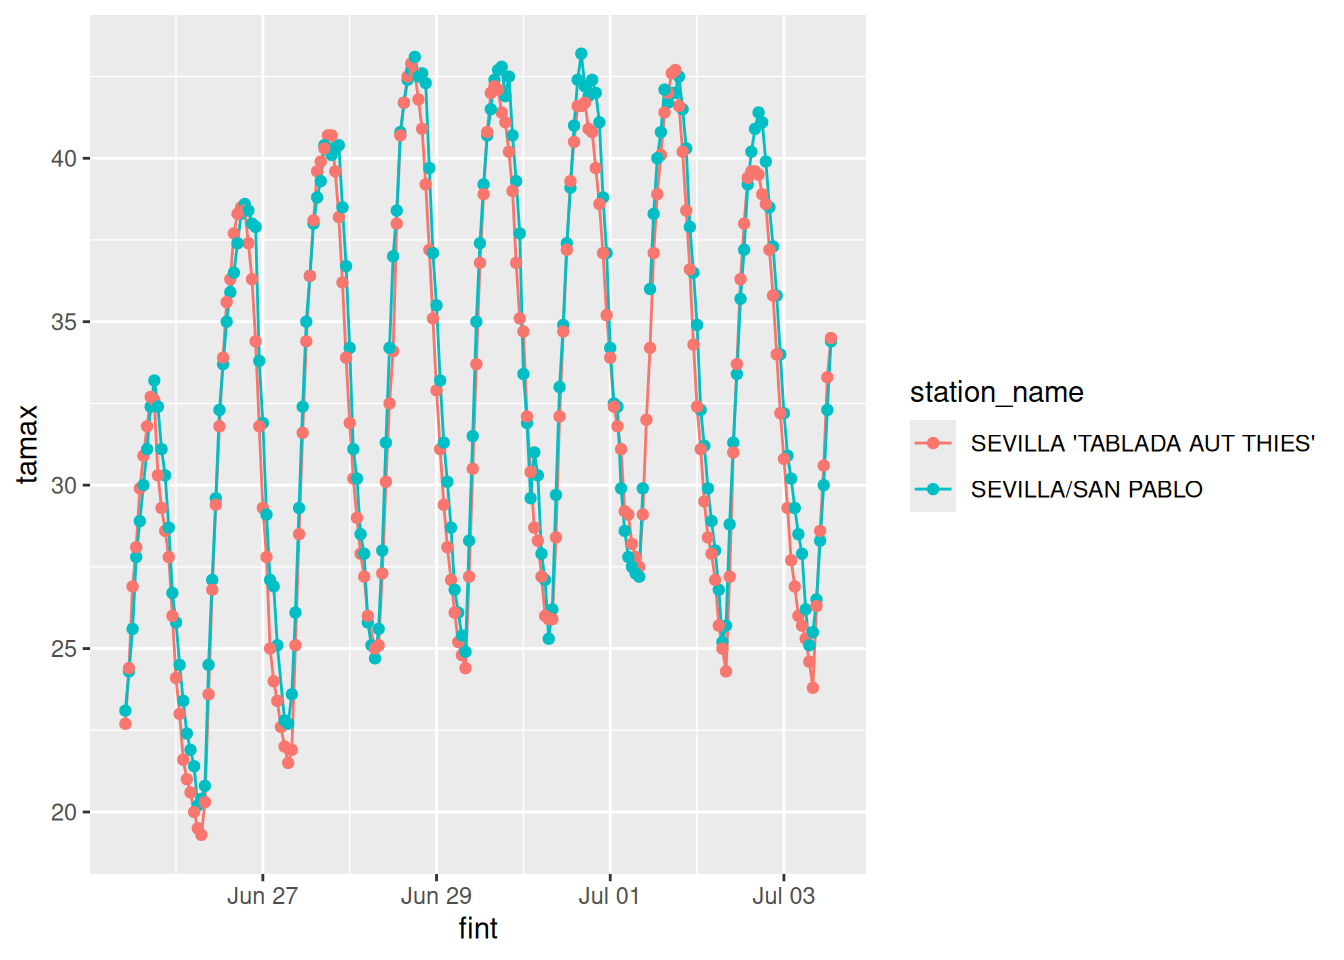 tamax
40
35
30
25
20
Jun 27
Jun 29
Jul 01
Jul 03
fint
station_name
SEVILLA 'TABLADA AUT THIES'
SEVILLA/SAN PABLO